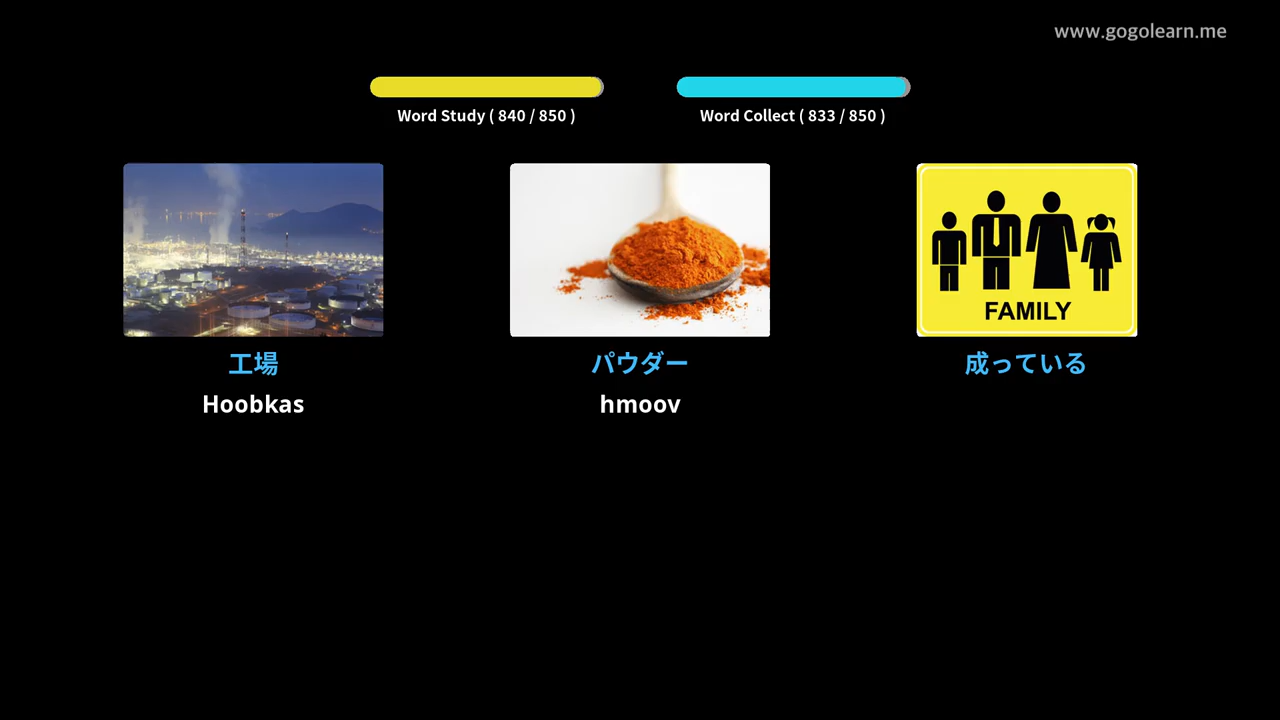 www.gogolearn.me
Word Study ( 840 / 850 )
Word Collect ( 833 / 850 )
FAMILY
工場
パウダー
成っている
Hoobkas
hmoov